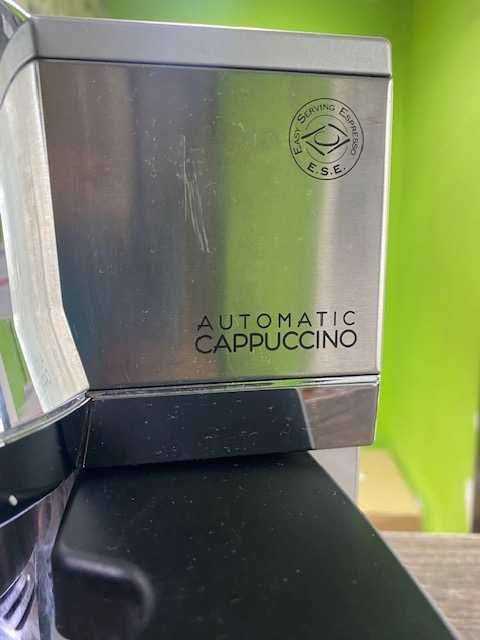 EASY SERVING ESPRESSO
E.S.E.
AUTOMATIC
CAPPUCCINO